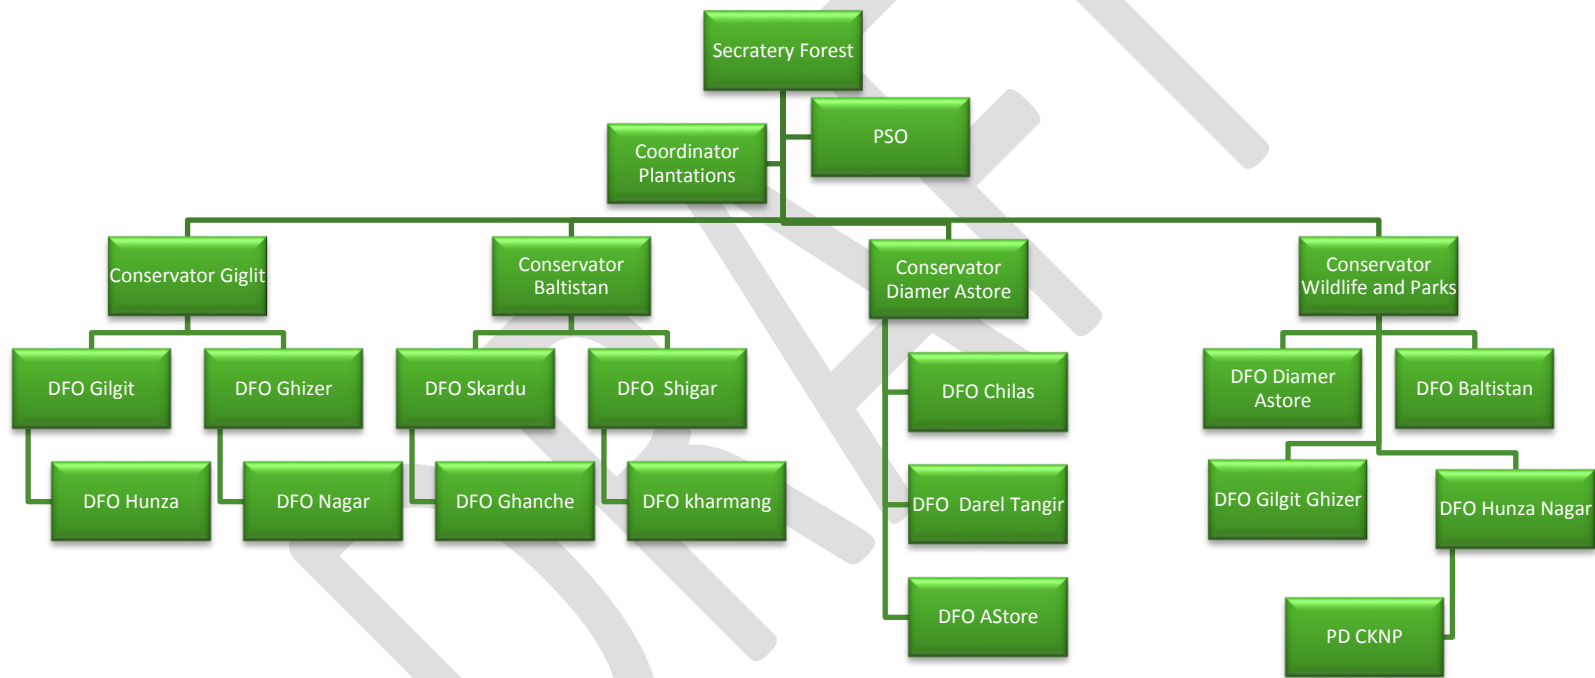 Secratery Forest
PSO
Coordinator
Plantations
Conservator Giglit
Conservator
Baltistan
Conservator
Diamer Astore
Conservator
Wildlife and Parks
DFO Gilgit
DFO Ghizer
DFO Skardu
DFO Shigar
DFO Chilas
DFO Diamer
Astore
DFO Baltistan
DFO Hunza
DFO Nagar
DFO Ghanche
DFO kharmang
DFO Darel Tangir
DFO Gilgit Ghizer
DFO Hunza Nagar
DFO AStore
PD CKNP
DRAFT